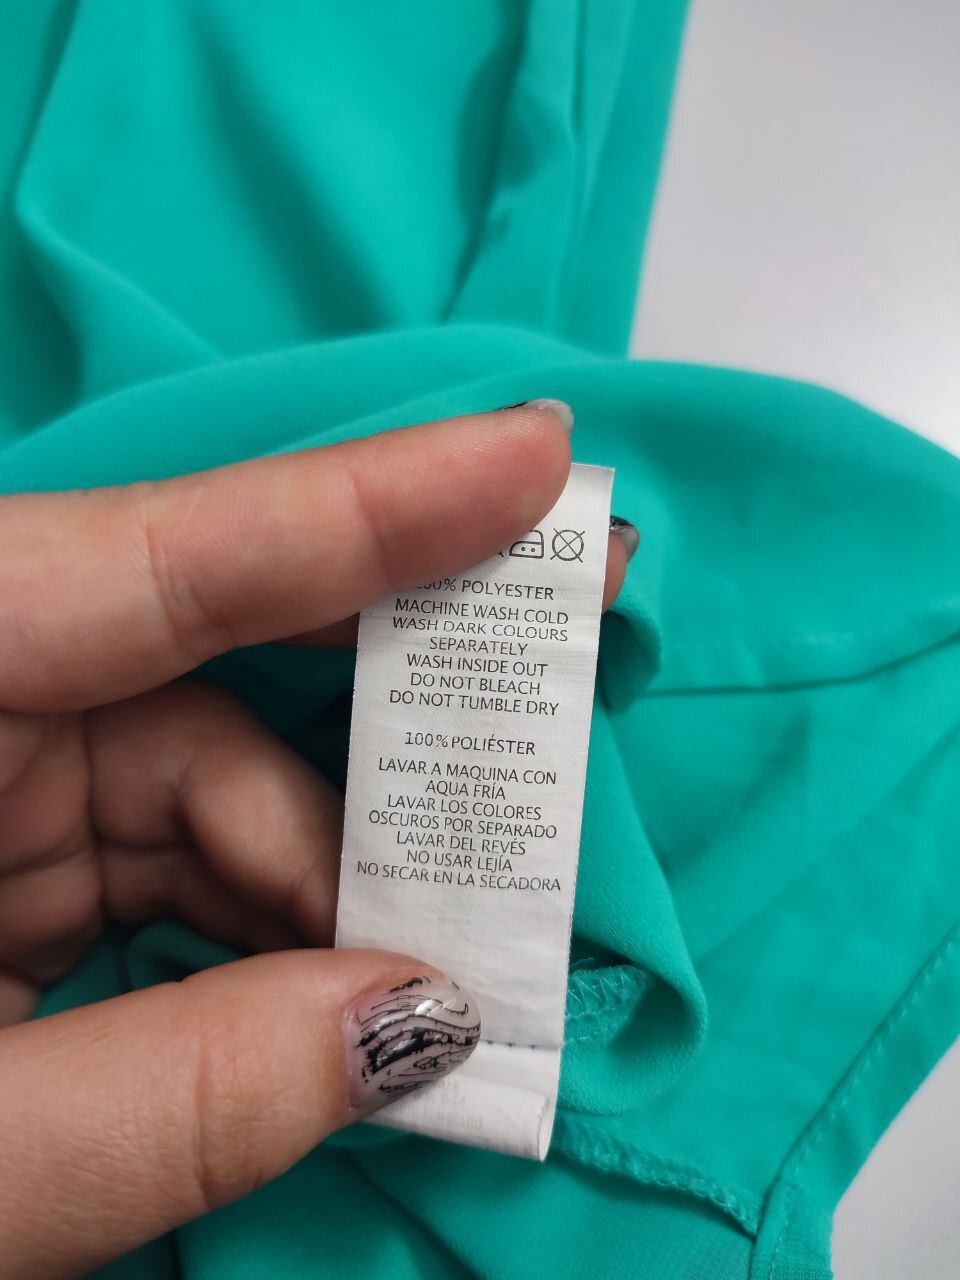 100% POLYESTER
MACHINE WASH COLD
WASH DARK COLOURS
SEPARATELY
WASH INSIDE OUT
DO NOT BLEACH
DO NOT TUMBLE DRY
100% POLIÉSTER
LAVAR A MAQUINA CON
AQUA FRÍA
LAVAR LOS COLORES
OSCUROS POR SEPARADO
LAVAR DEL REVÉS
NO USAR LEJÍA
NO SECAR EN LA SECADORA